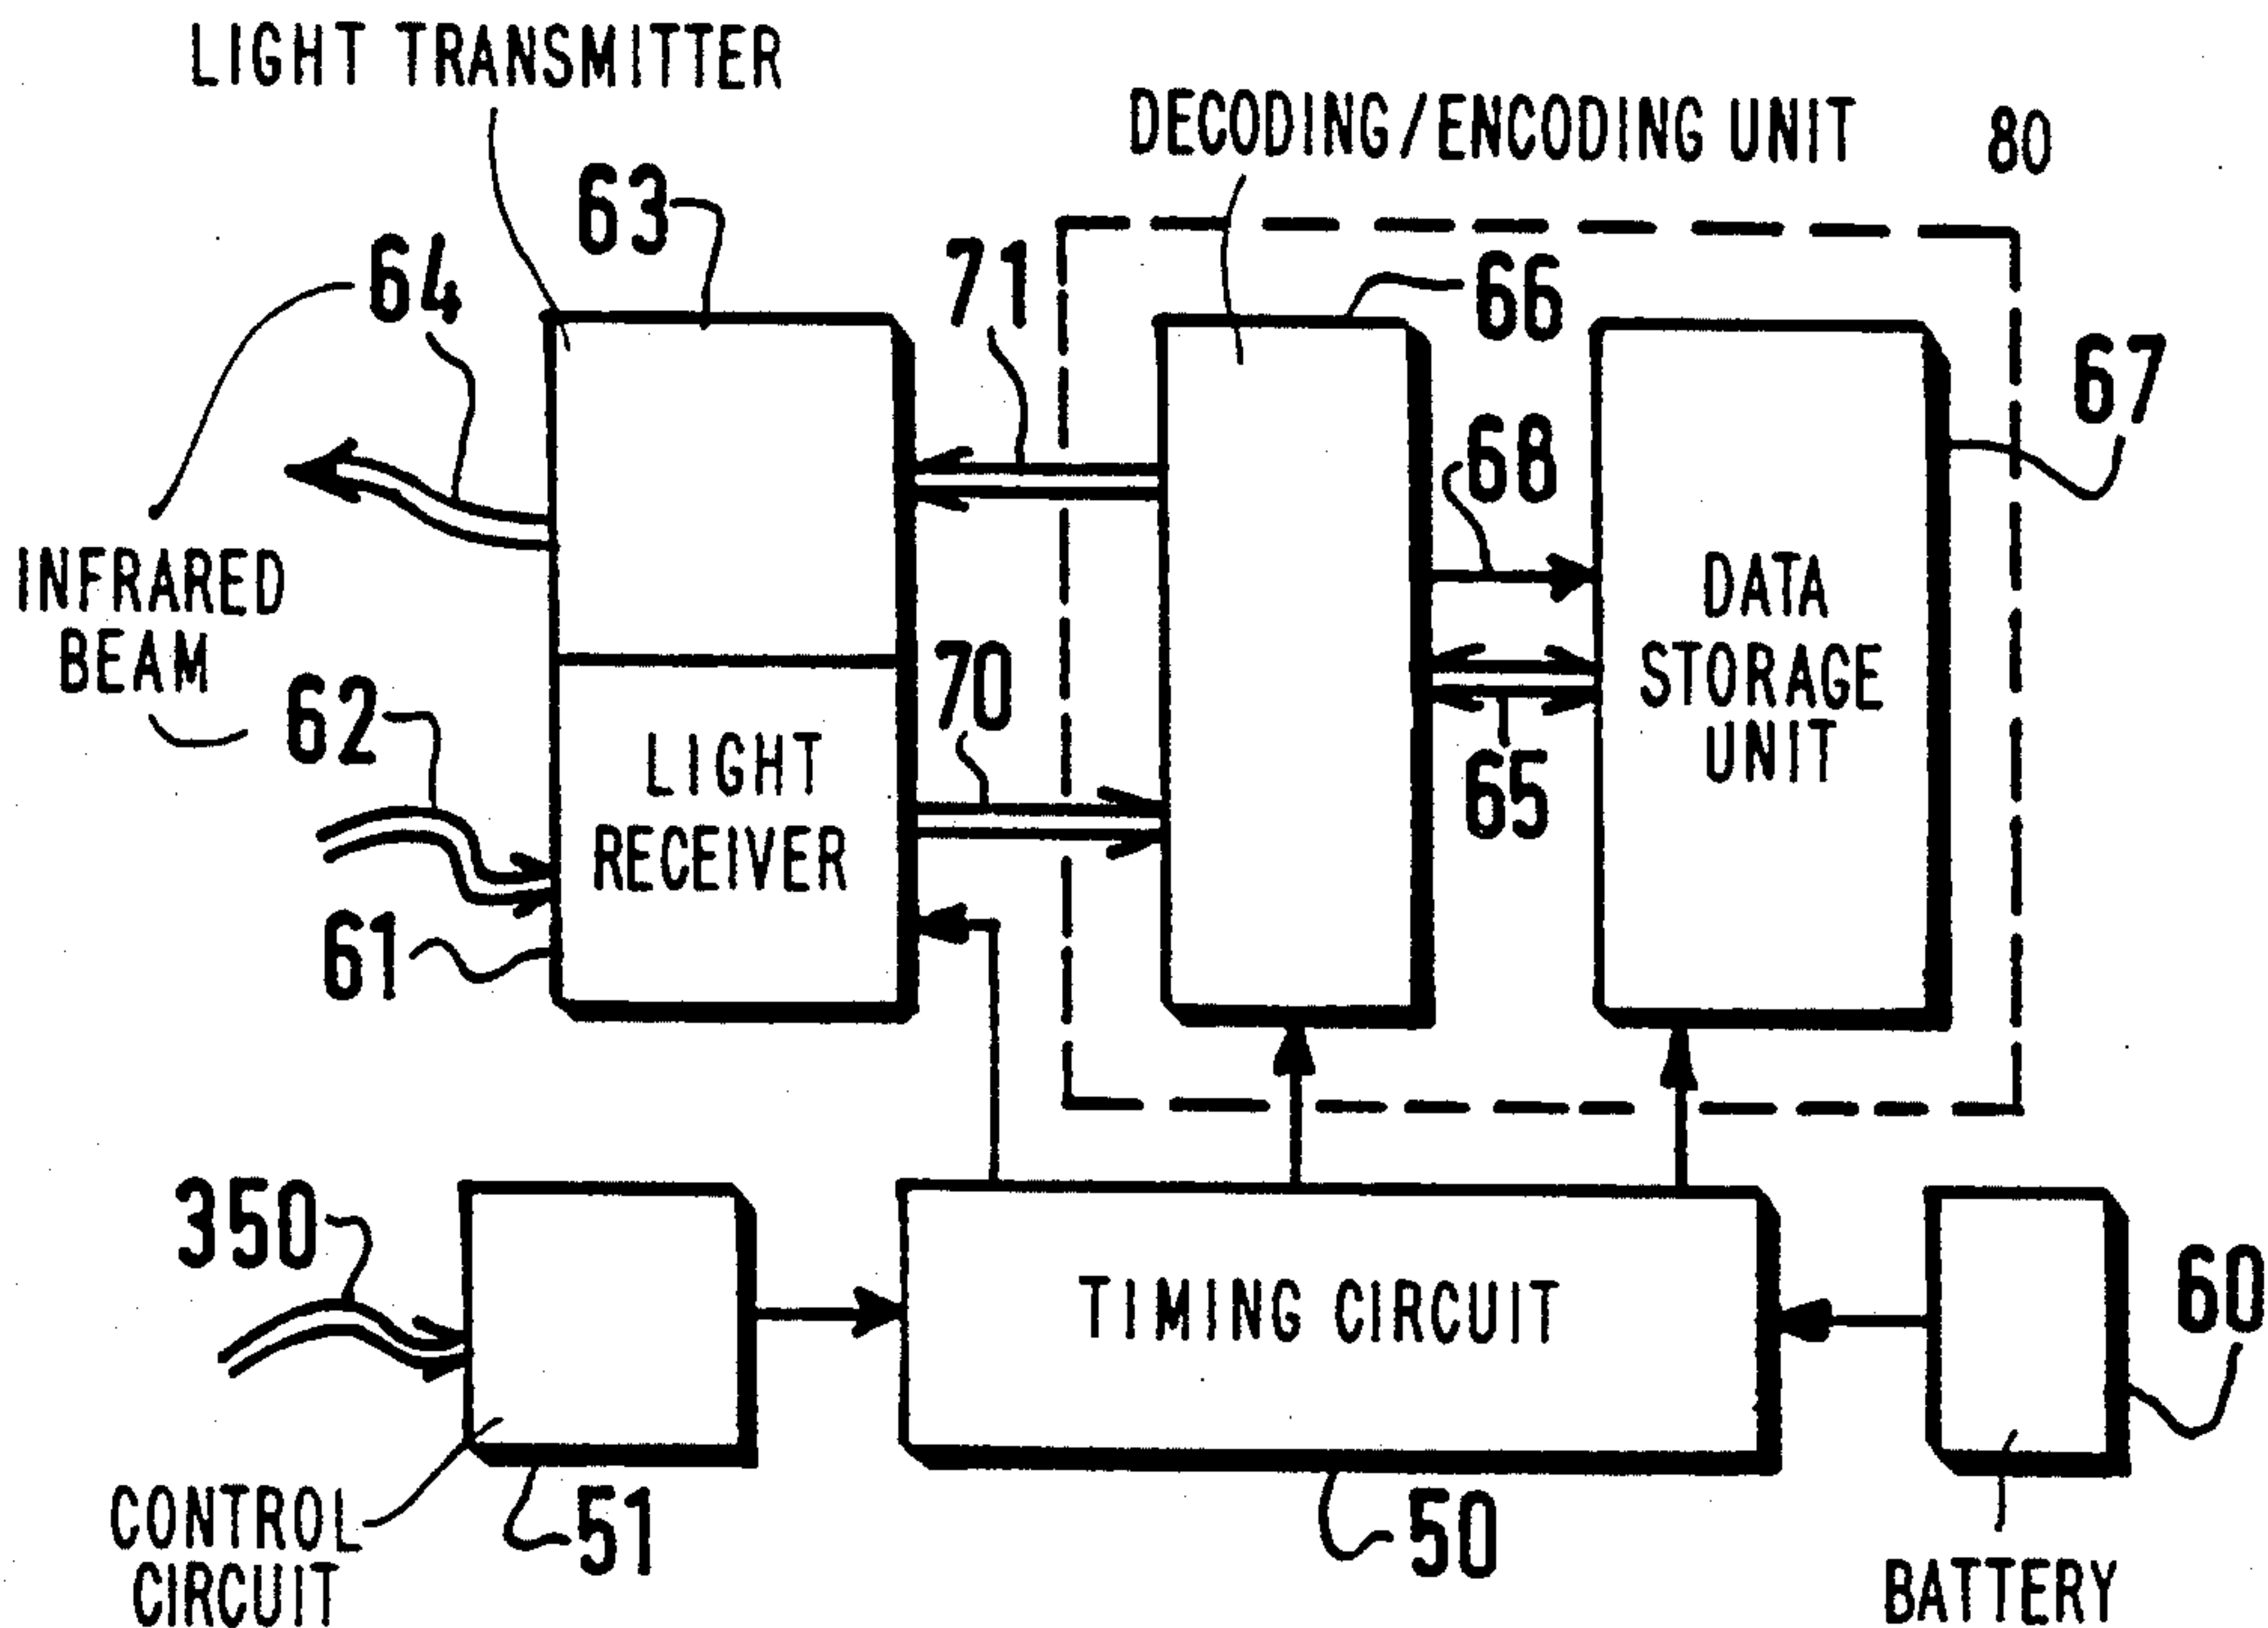 LIGHT TRANSMITTER
DECODING/ENCODING UNIT
80
63
64
71
66
67
68
INFRARED
BEAM
DATA
STORAGE
UNIT
62
70
65
LIGHT
RECEIVER
61
350
TIMING CIRCUIT
60
CONTROL
CIRCUIT
51
50
BATTERY